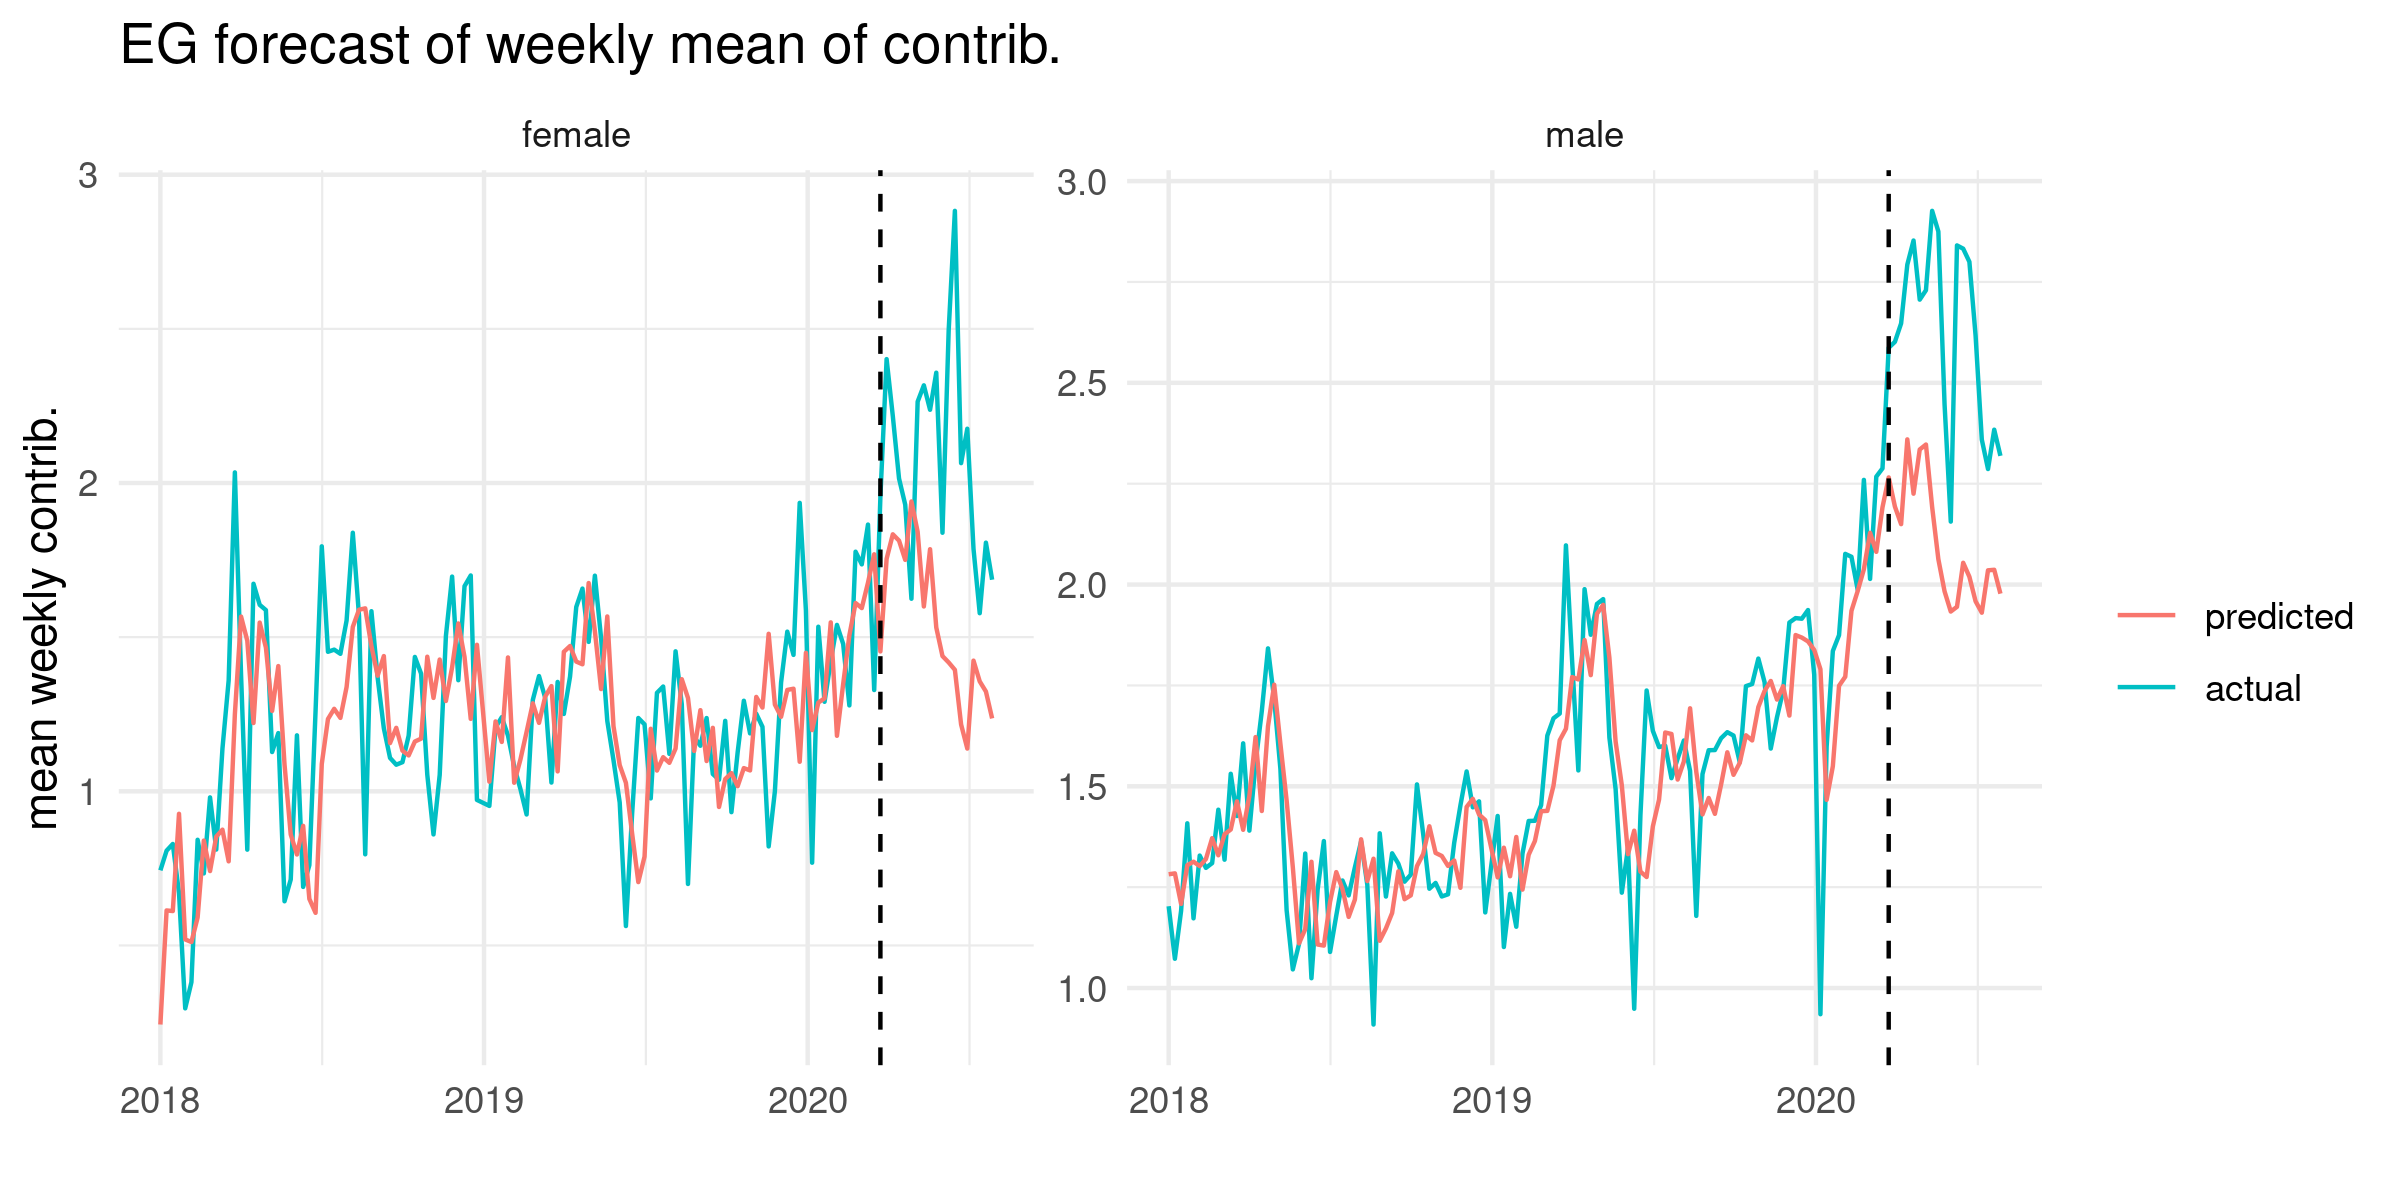 EG forecast of weekly mean of contrib.
female
male
mean weekly contrib.
3
2
1
3.0
2.5
2.0
1.5
1.0
2018
2019
2020
2018
2019
2020
predicted
actual